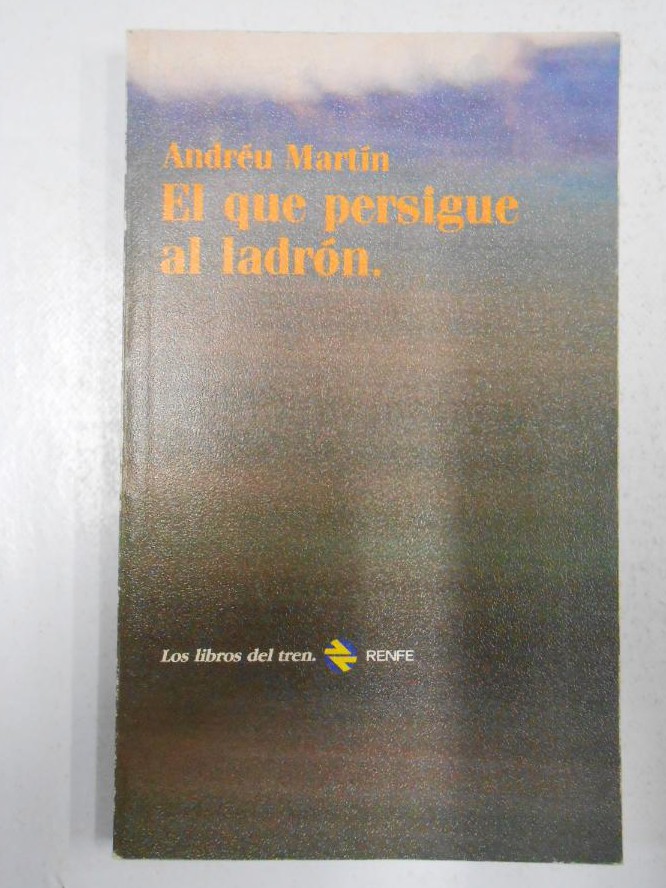 Andréu Martín
El que persigue
al ladrón.
Los libros del tren. RENFE